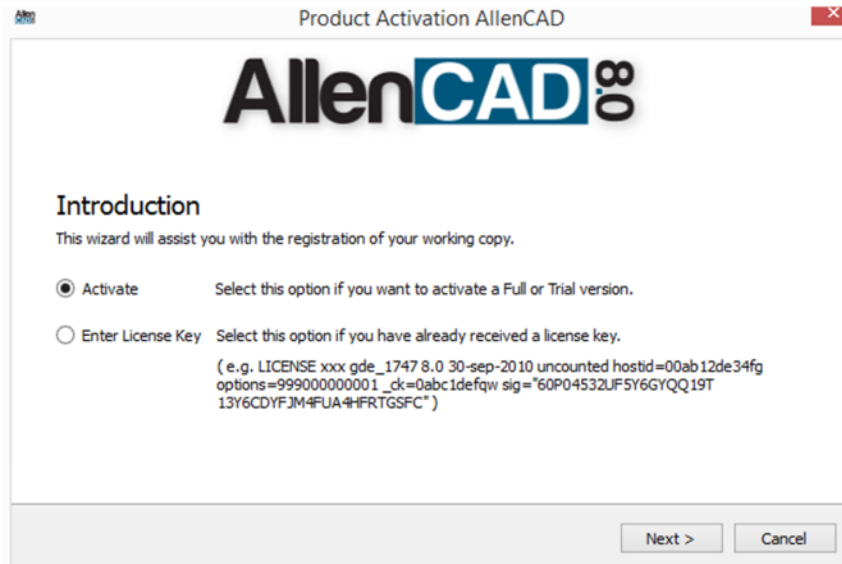 Allen
Product Activation AllenCAD
AllenCAD 8.0
Introduction
This wizard will assist you with the registration of your working copy.
Activate Select this option if you want to activate a Full or Trial version.
Enter License Key Select this option if you have already received a license key.
( e.g. LICENSE xxx gde_1747 8.0 30-sep-2010 uncounted hostid=00ab12de34fg
options=999000000001 _ck=0abc1defqw sig="60P04532UF5Y6GYQQ19T
13Y6CDYFJM4FUA4HFRTGSFC" )
Next > Cancel